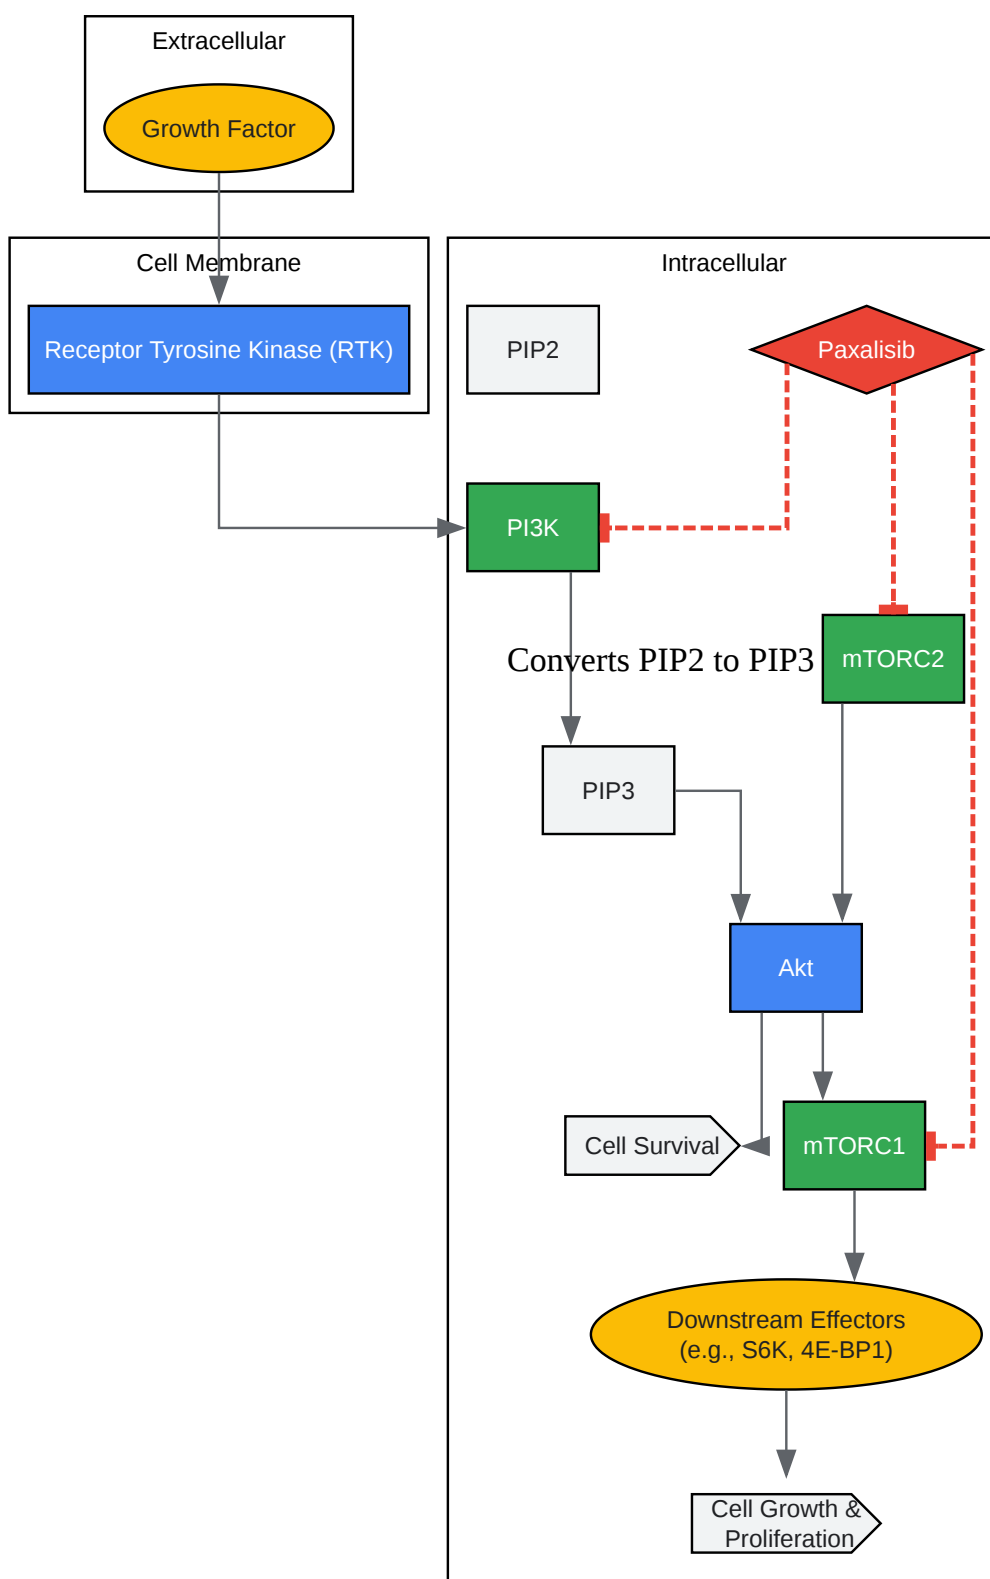 Extracellular
Growth Factor
Cell Membrane
Intracellular
Receptor Tyrosine Kinase (RTK)
PIP2
Paxalisib
PI3K
Converts PIP2 to PIP3
mTORC2
PIP3
Akt
Cell Survival
mTORC1
Downstream Effectors
(e.g., S6K, 4E-BP1)
Cell Growth &
Proliferation